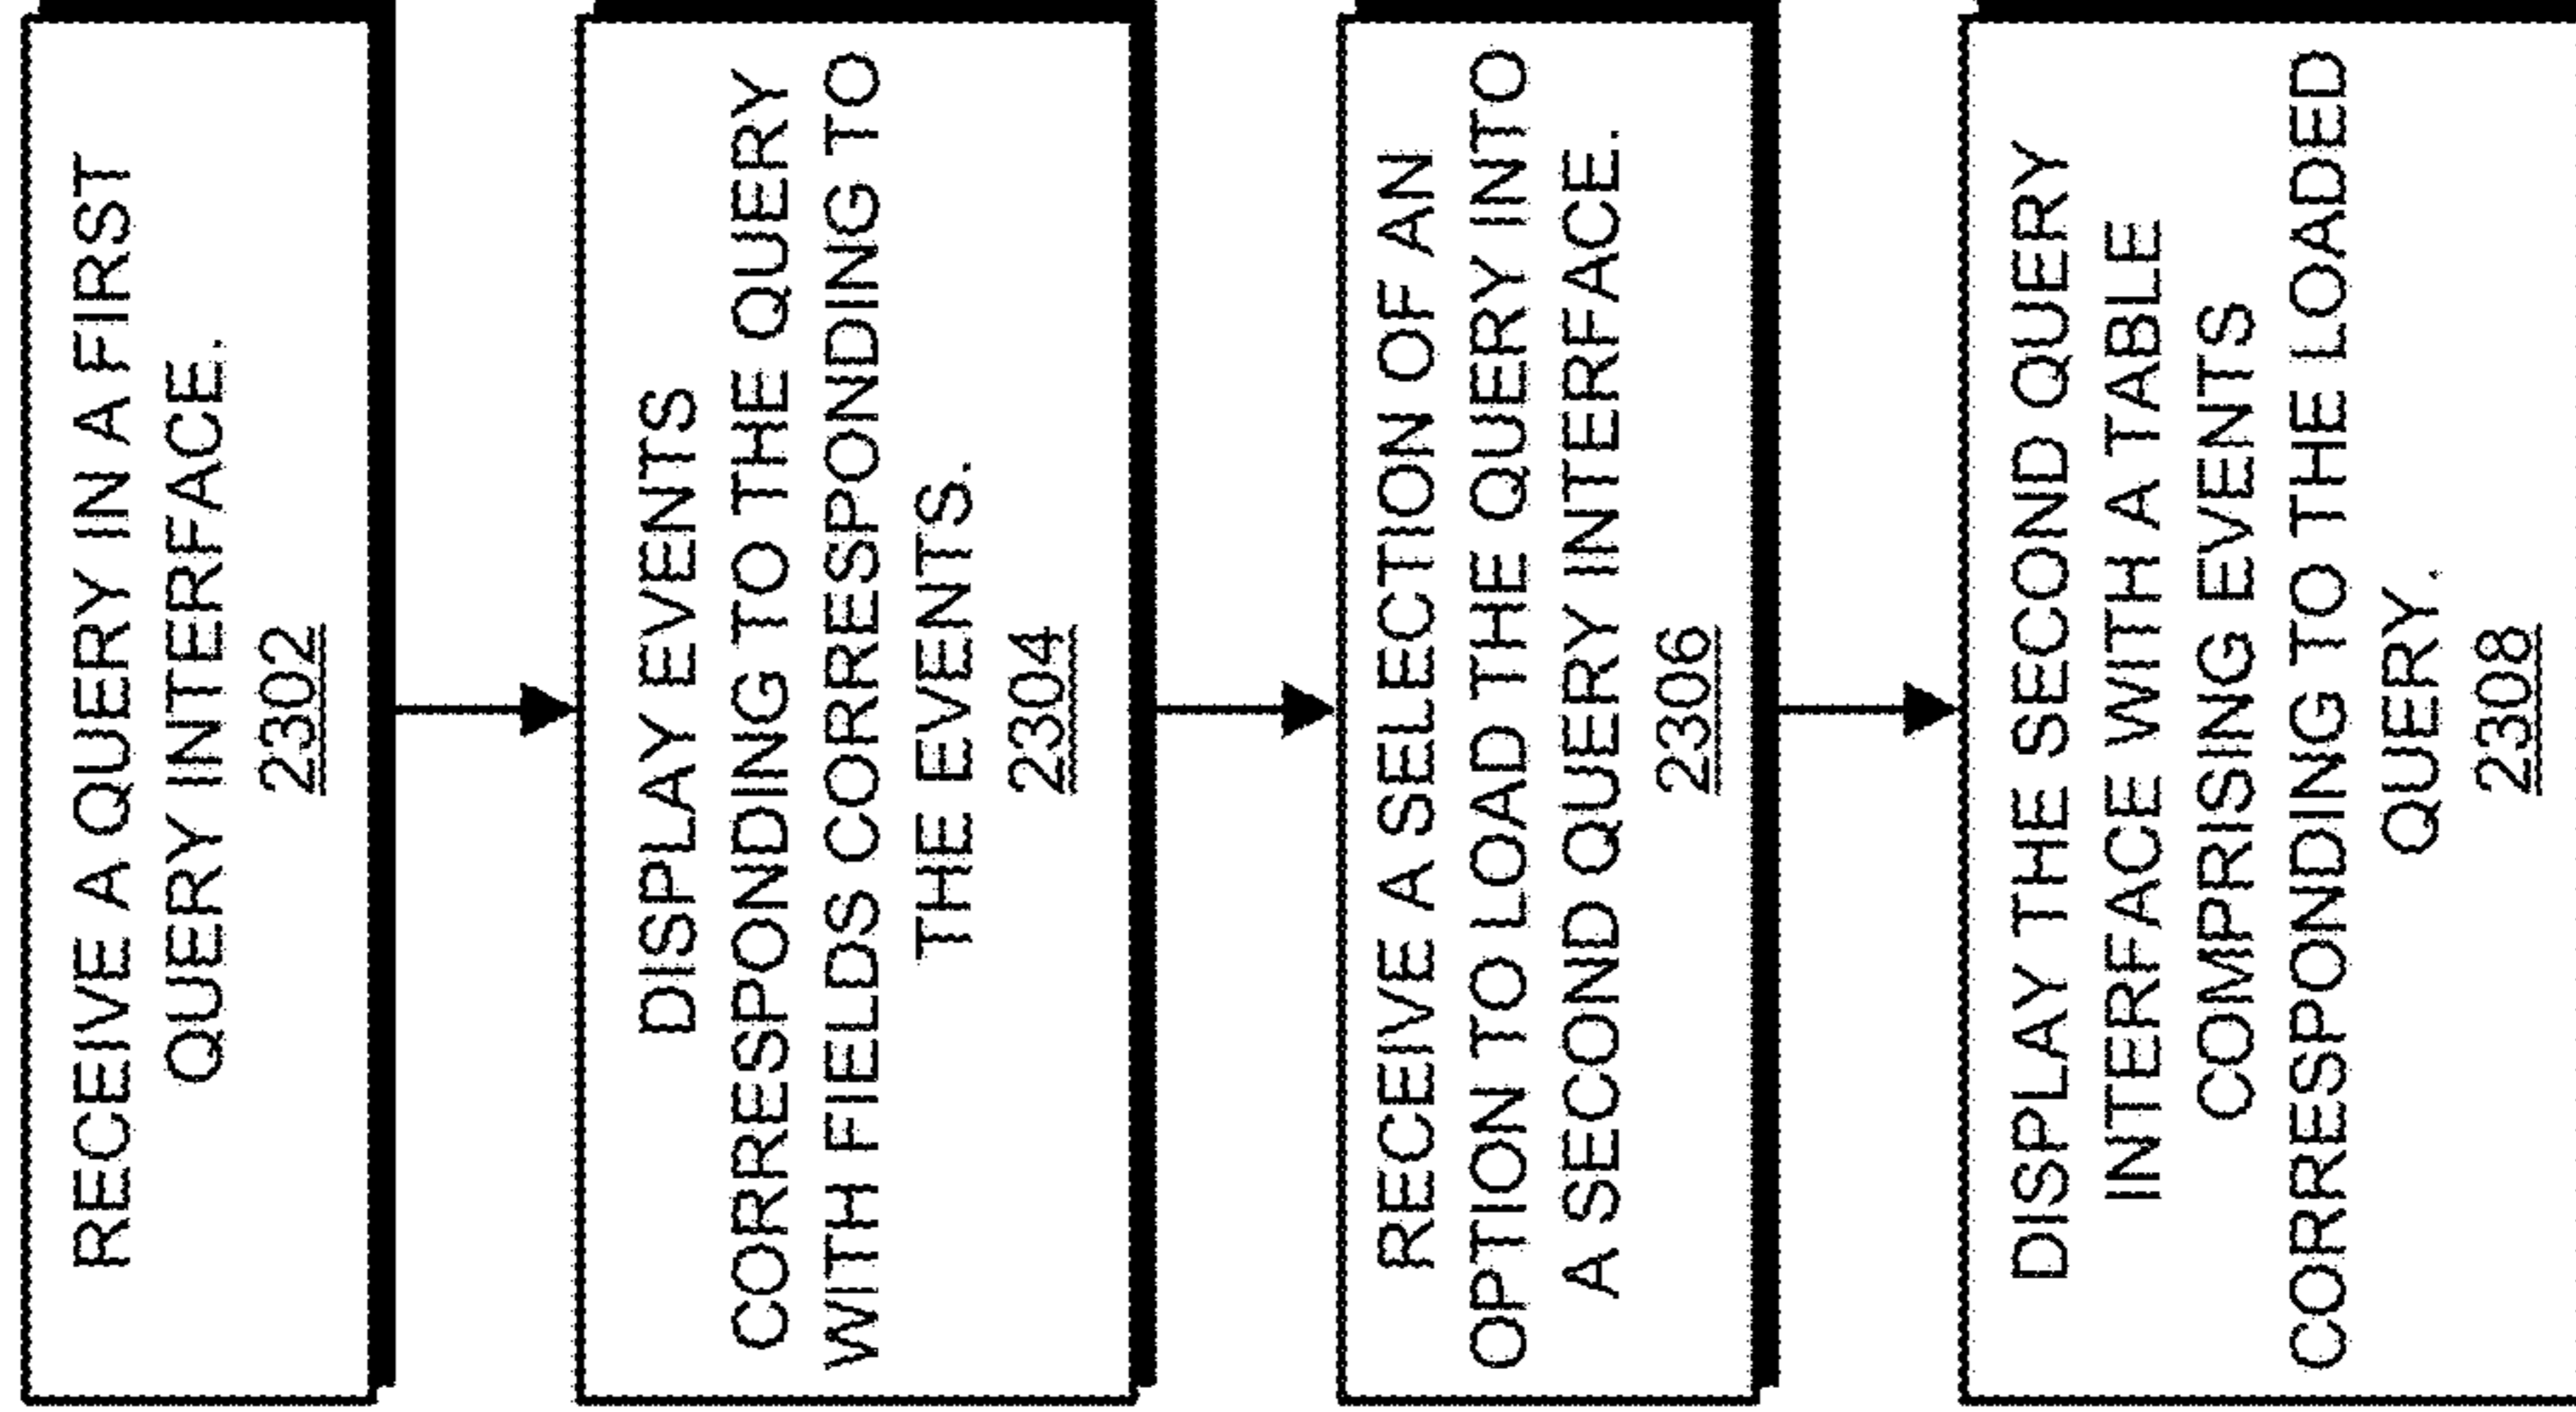 RECEIVE A QUERY IN A FIRST
QUERY INTERFACE.
2302
DISPLAY EVENTS
CORRESPONDING TO THE QUERY
WITH FIELDS CORRESPONDING TO
THE EVENTS.
2304
RECEIVE A SELECTION OF AN
OPTION TO LOAD THE QUERY INTO
A SECOND QUERY INTERFACE.
2306
DISPLAY THE SECOND QUERY
INTERFACE WITH A TABLE
COMPRISING EVENTS
CORRESPONDING TO THE LOADED
QUERY.
2308